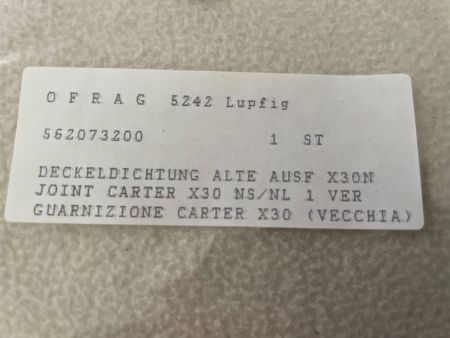 O F R A G 5242 Lupfig
562073200 1 ST
DECKELDICHTUNG ALTE AUSF X30N
JOINT CARTER X30 NS/NL 1 VER
GUARNIZIONE CARTER X30 (VECCHIA)